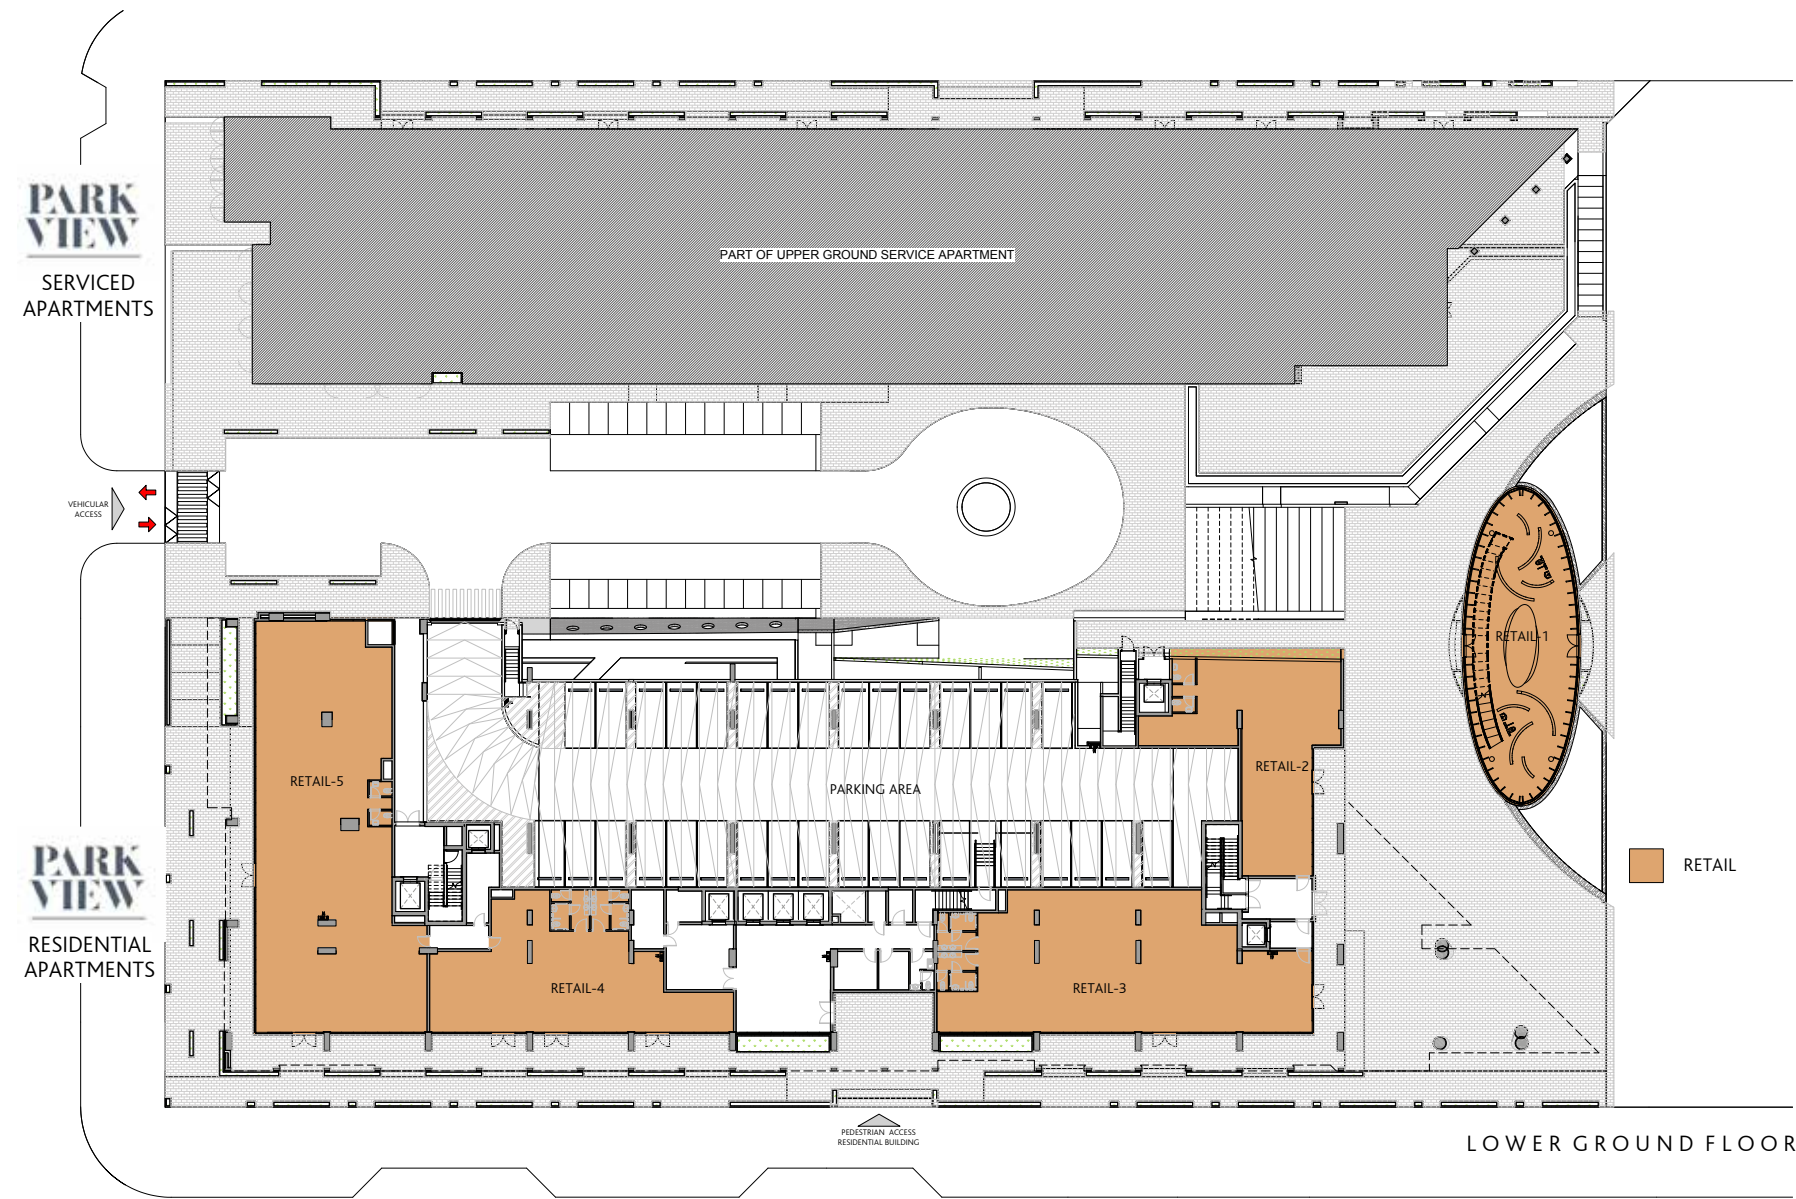 PARK
VIEW
SERVICED
APARTMENTS
PART OF UPPER GROUND SERVICE APARTMENT
VEHICULAR
ACCESS
RETAIL-1
RETAIL-2
RETAIL-5
PARKING AREA
PARK
VIEW
RESIDENTIAL
APARTMENTS
RETAIL
RETAIL-4
RETAIL-3
PEDESTRIAN ACCESS
RESIDENTIAL BUILDING
LOWER GROUND FLOOR